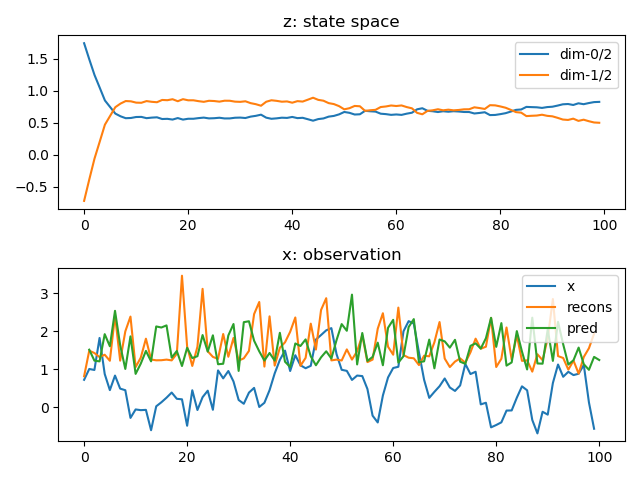 z: state space
1.5
1.0
0.5
0.0
−0.5
dim-0/2
dim-1/2
0 20 40 60 80 100
x: observation
3
2
1
0
x
recons
pred
0 20 40 60 80 100